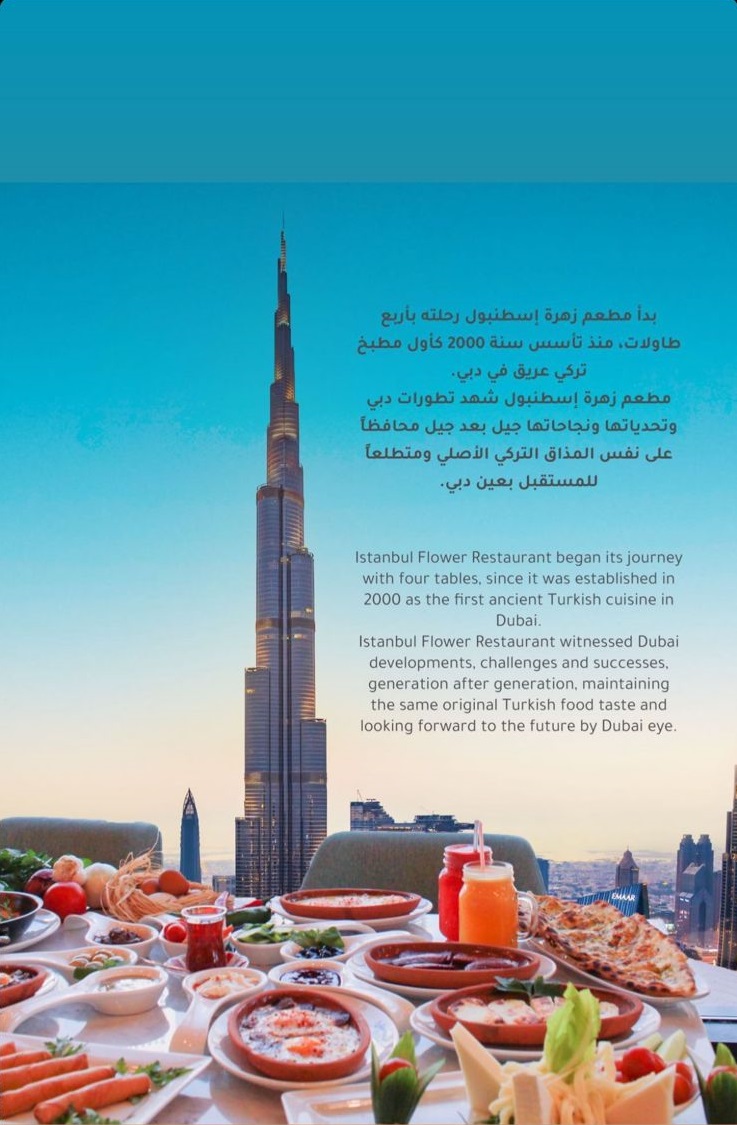 بدأ مطعم زهرة إسطنبول رحلته بأربع
طاولات، منذ تأسس سنة 2000 كأول مطبخ
تركي عريق في دبي.
مطعم زهرة إسطنبول شهد تطورات دبي
وتحدياتها ونجاحاتها جيل بعد جيل محافظاً
على نفس المذاق التركي الأصلي ومتطلعاً
للمستقبل بعين دبي.
Istanbul Flower Restaurant began its journey
with four tables, since it was established in
2000 as the first ancient Turkish cuisine in
Dubai.
Istanbul Flower Restaurant witnessed Dubai
developments, challenges and successes,
generation after generation, maintaining
the same original Turkish food taste and
looking forward to the future by Dubai eye.
EMAAR